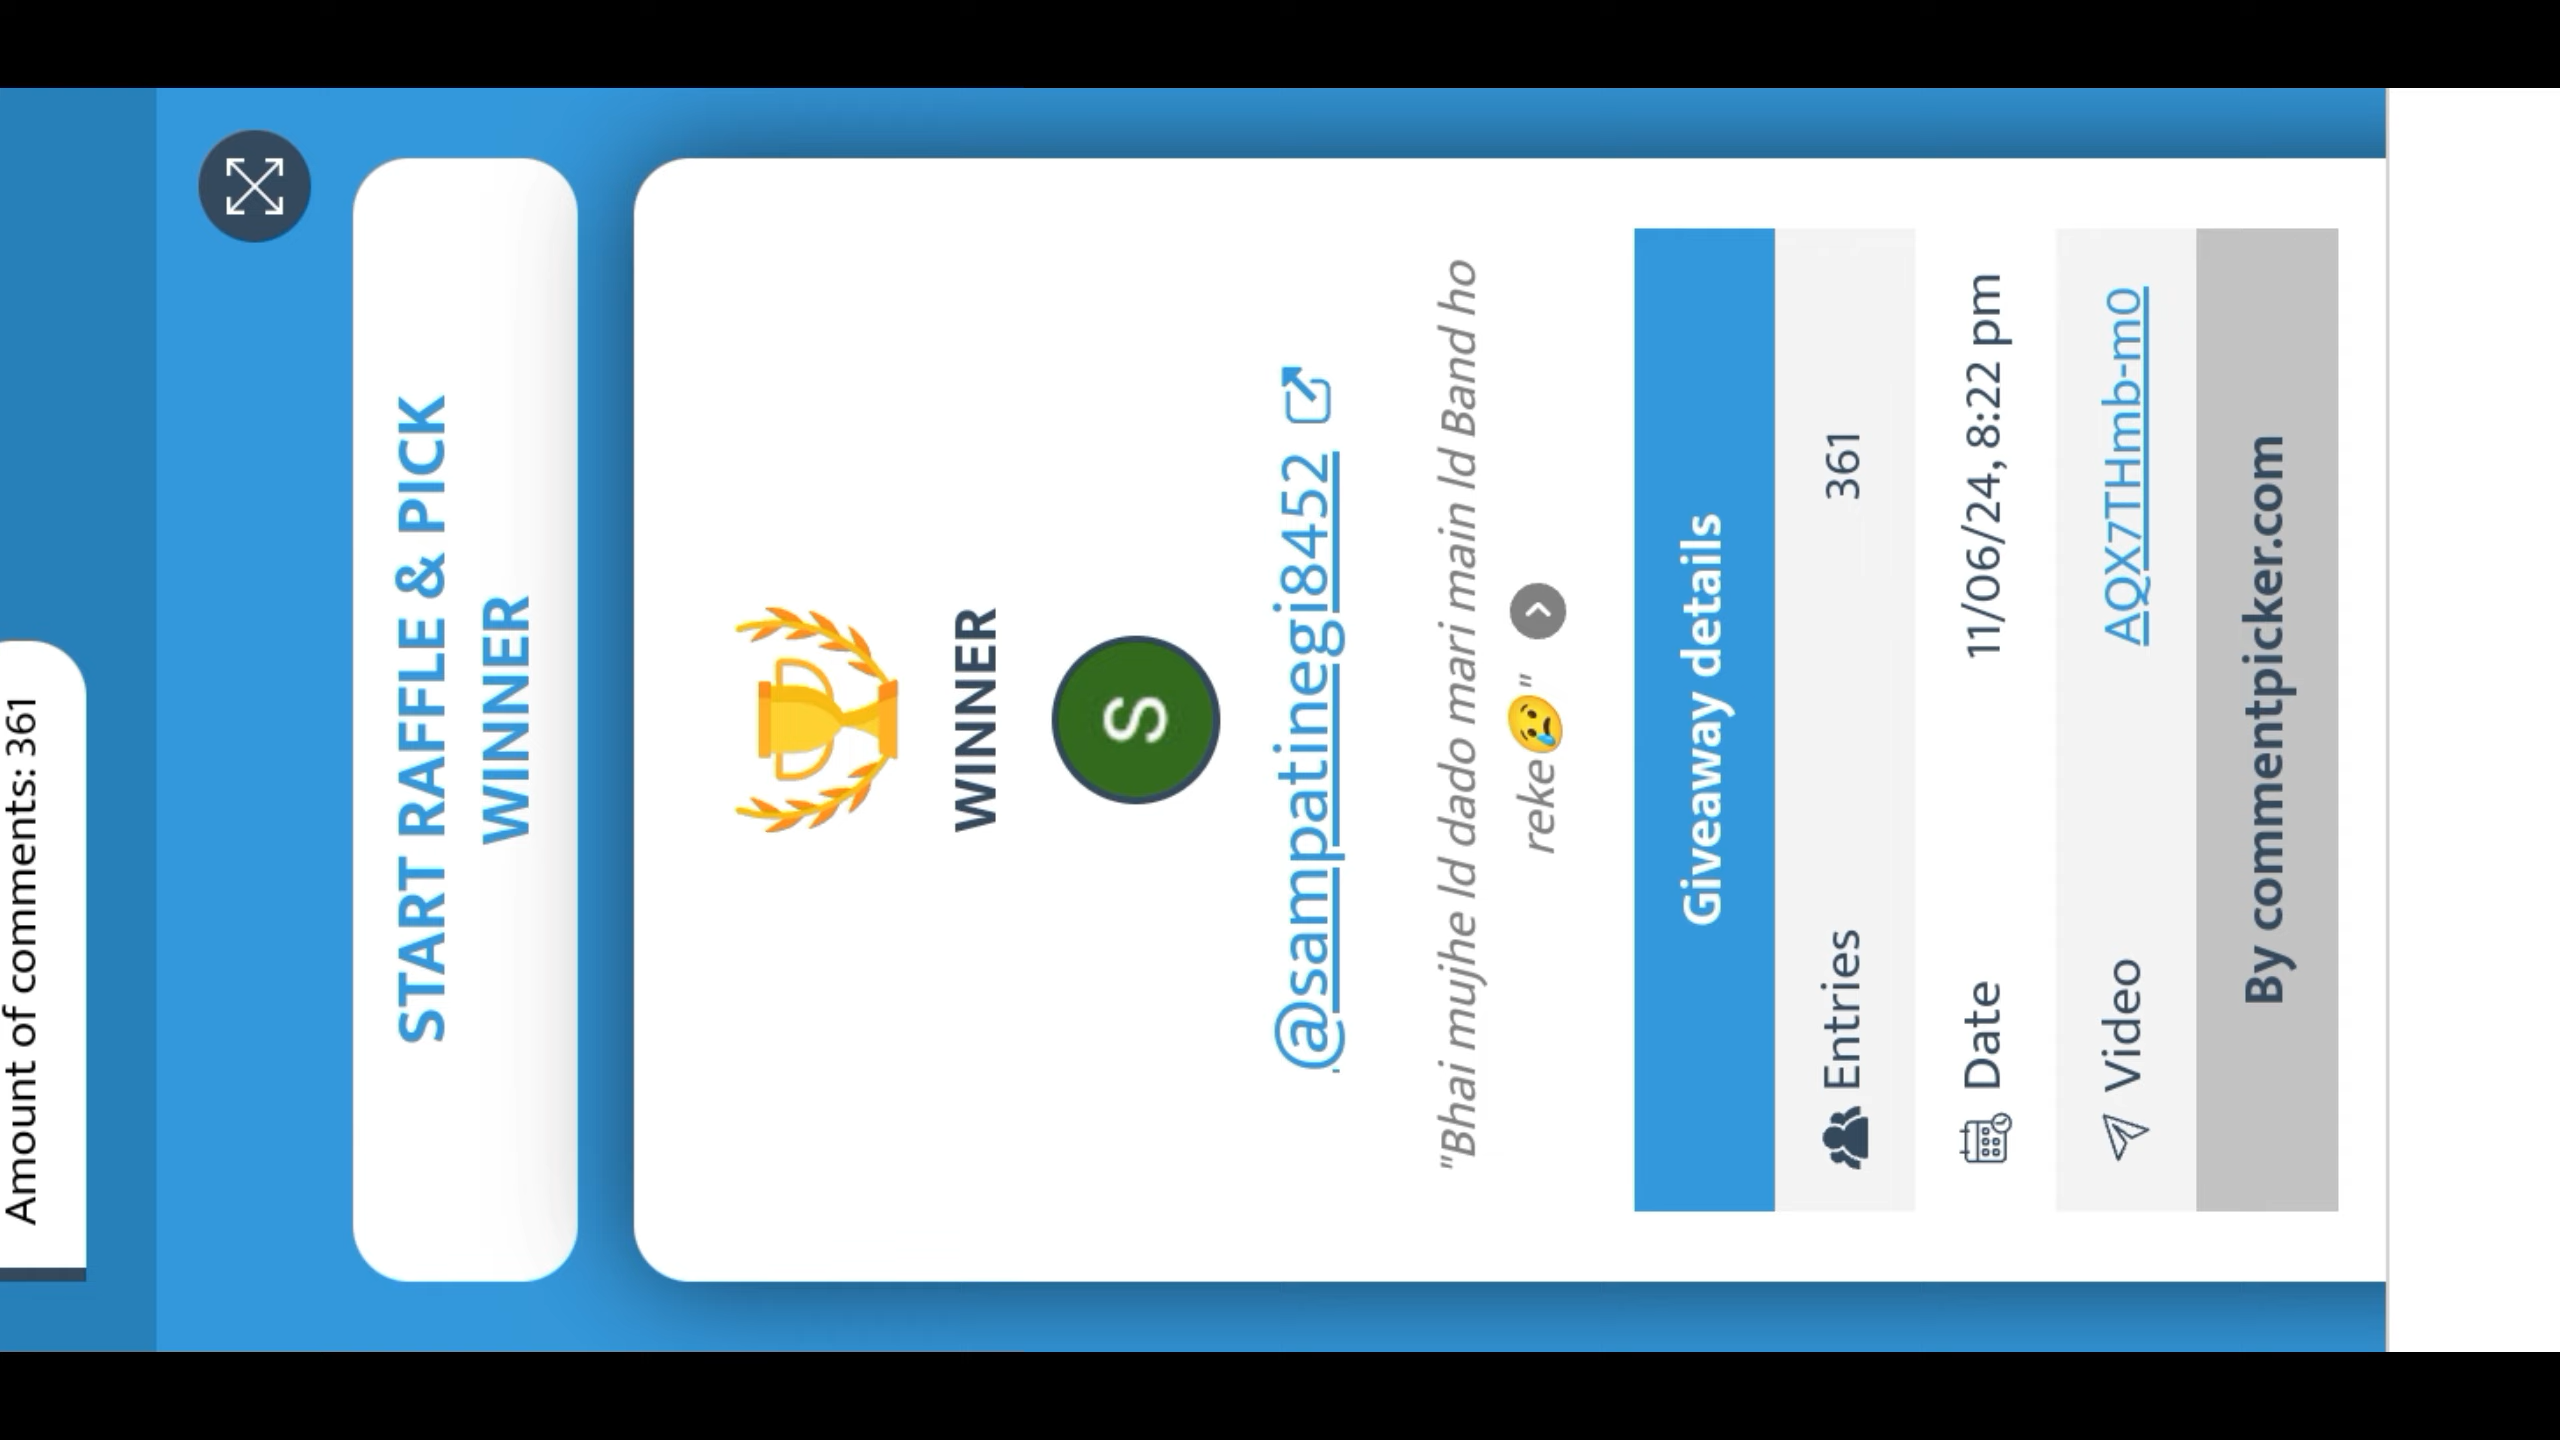 Amount of comments: 361
START RAFFLE & PICK
WINNER
WINNER
S
@sampatinegi8452
"Bhai mujhe Id dado mari main Id Band ho
reke😢"
Giveaway details
Entries 361
Date 11/06/24, 8:22 pm
Video AQX7THmb-m0
By commentpicker.com